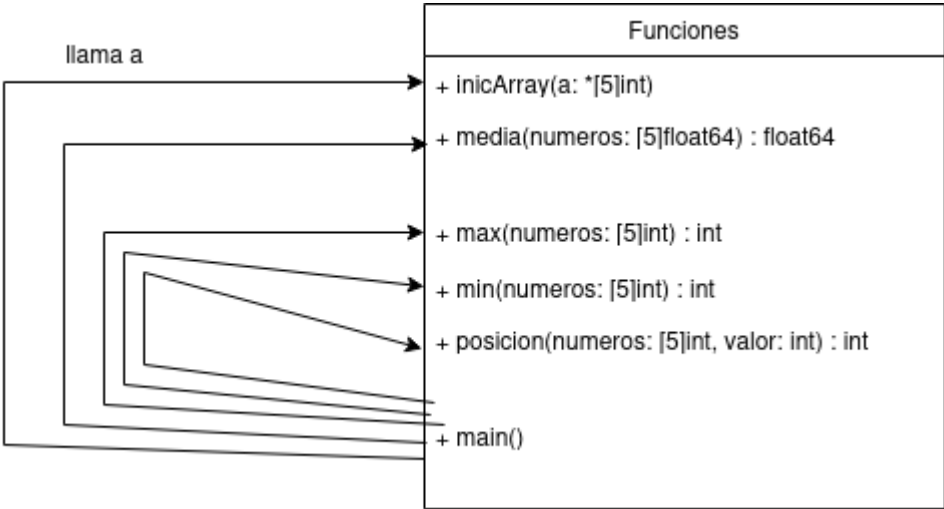 Funciones
llama a
+ inicArray(a: *[5]int)
+ media(numeros: [5]float64) : float64
+ max(numeros: [5]int) : int
+ min(numeros: [5]int) : int
+ posicion(numeros: [5]int, valor: int) : int
+ main()